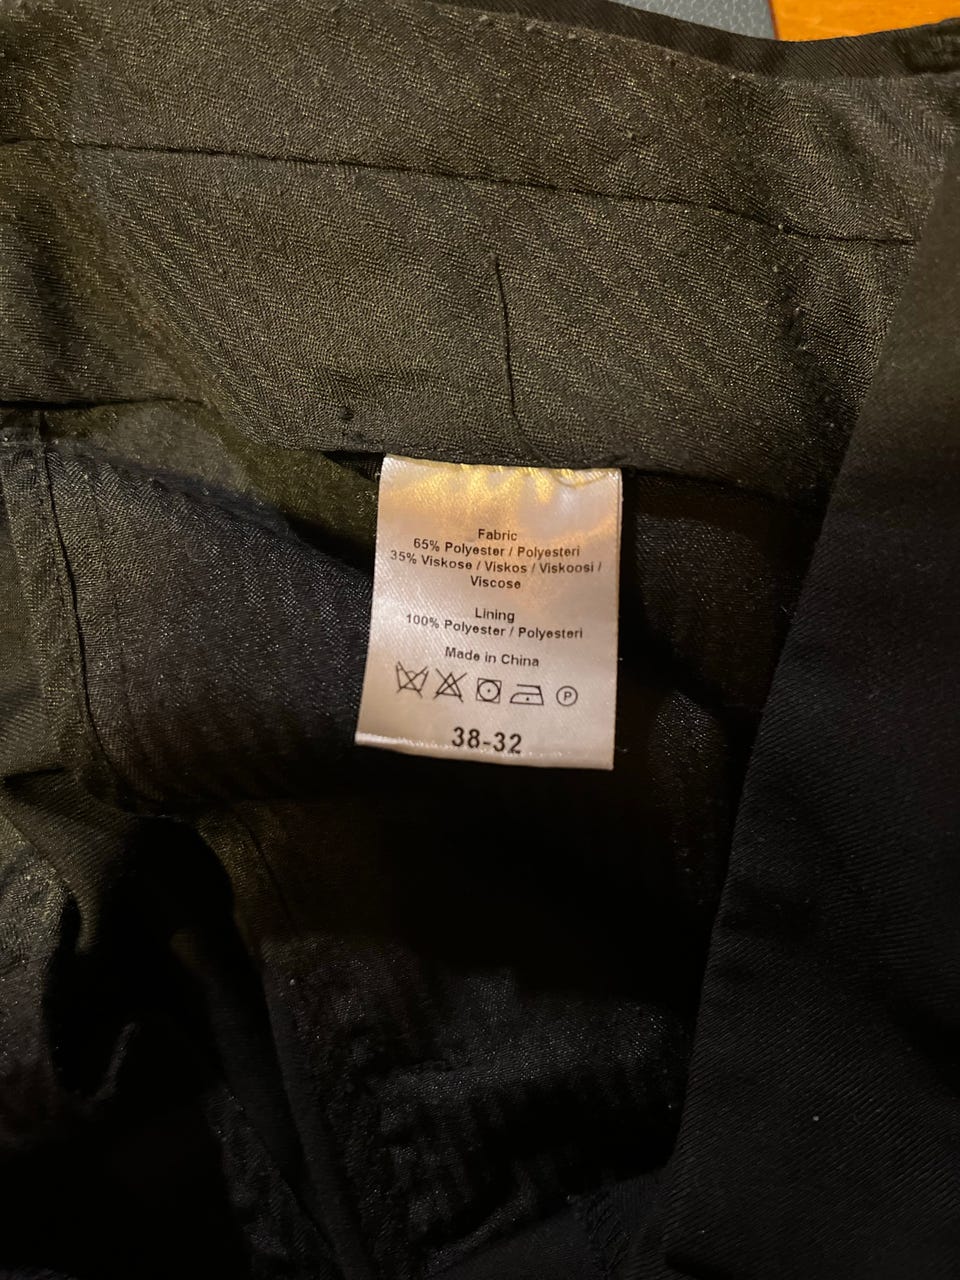 Fabric
65% Polyester / Polyesteri
35% Viskose / Viskos / Viskoosi /
Viscose
Lining
100% Polyester / Polyesteri
Made in China
P
38-32